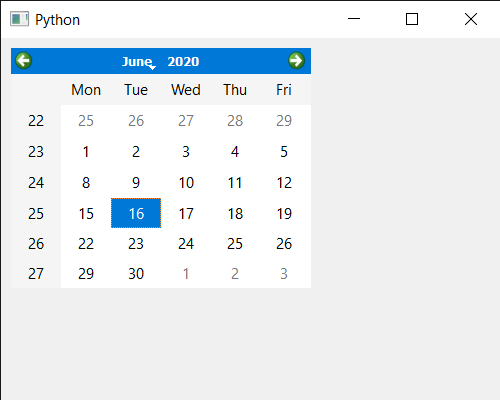 Python
June 2020
Mon Tue Wed Thu Fri
22 25 26 27 28 29
23 1 2 3 4 5
24 8 9 10 11 12
25 15 16 17 18 19
26 22 23 24 25 26
27 29 30 1 2 3